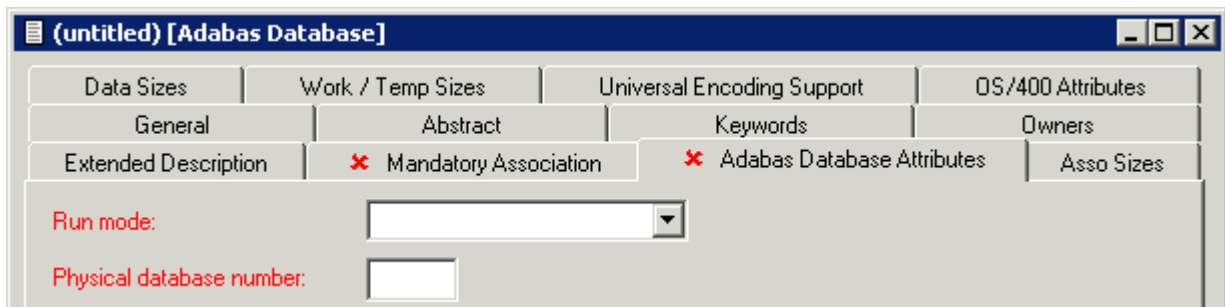 (untitled) [Adabas Database]
Data Sizes Work / Temp Sizes Universal Encoding Support OS/400 Attributes
General Abstract Keywords Owners
Extended Description Mandatory Association Adabas Database Attributes Asso Sizes
Run mode:
Physical database number: